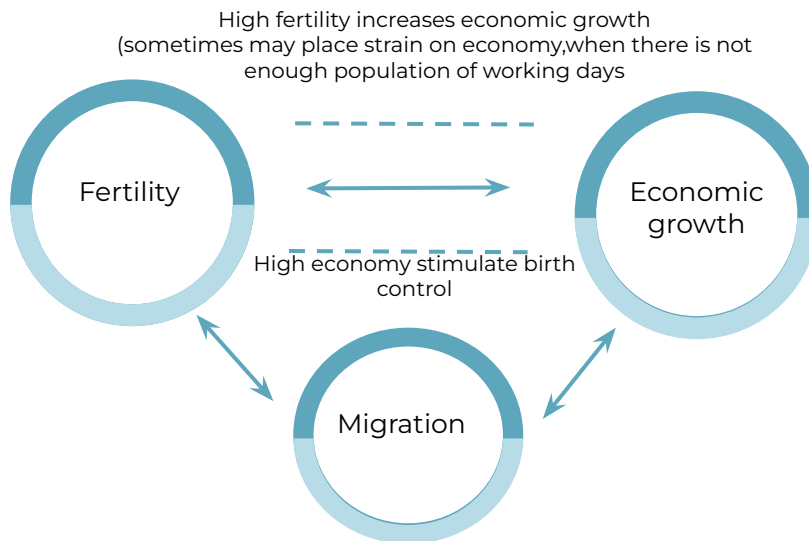 High fertility increases economic growth
(sometimes may place strain on economy,when there is not
enough population of working days
Fertility
Economic
growth
High economy stimulate birth
control
Migration